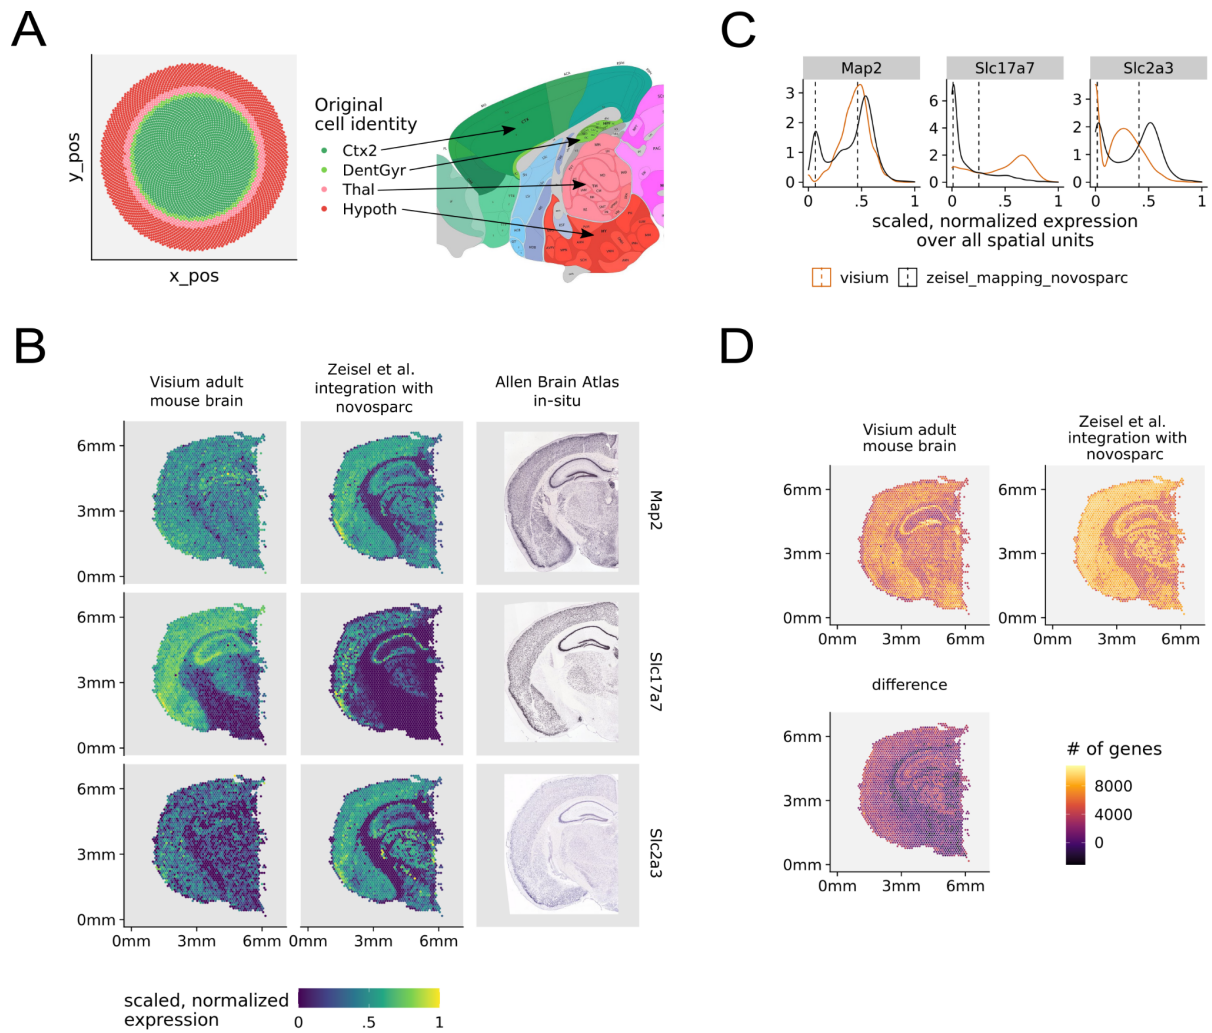 A
y_pos
x_pos
Original
cell identity
Ctx2
DentGyr
Thal
Hypoth
C
Map2
Slc17a7
Slc2a3
3
2
1
0
6
4
2
0
3
2
1
0
0
.5
1
0
.5
1
0
.5
1
scaled, normalized expression
over all spatial units
visium
zeisel_mapping_novosparc
B
Visium adult
mouse brain
Zeisel et al.
integration with
novosparc
Allen Brain Atlas
in-situ
6mm
3mm
0mm
Map2
6mm
3mm
0mm
Slc17a7
6mm
3mm
0mm
Slc2a3
0mm
3mm
6mm
0mm
3mm
6mm
scaled, normalized
expression
0
.5
1
D
Visium adult
mouse brain
Zeisel et al.
integration with
novosparc
6mm
3mm
0mm
0mm
3mm
6mm
6mm
3mm
0mm
0mm
3mm
6mm
difference
6mm
3mm
0mm
0mm
3mm
6mm
# of genes
8000
4000
0